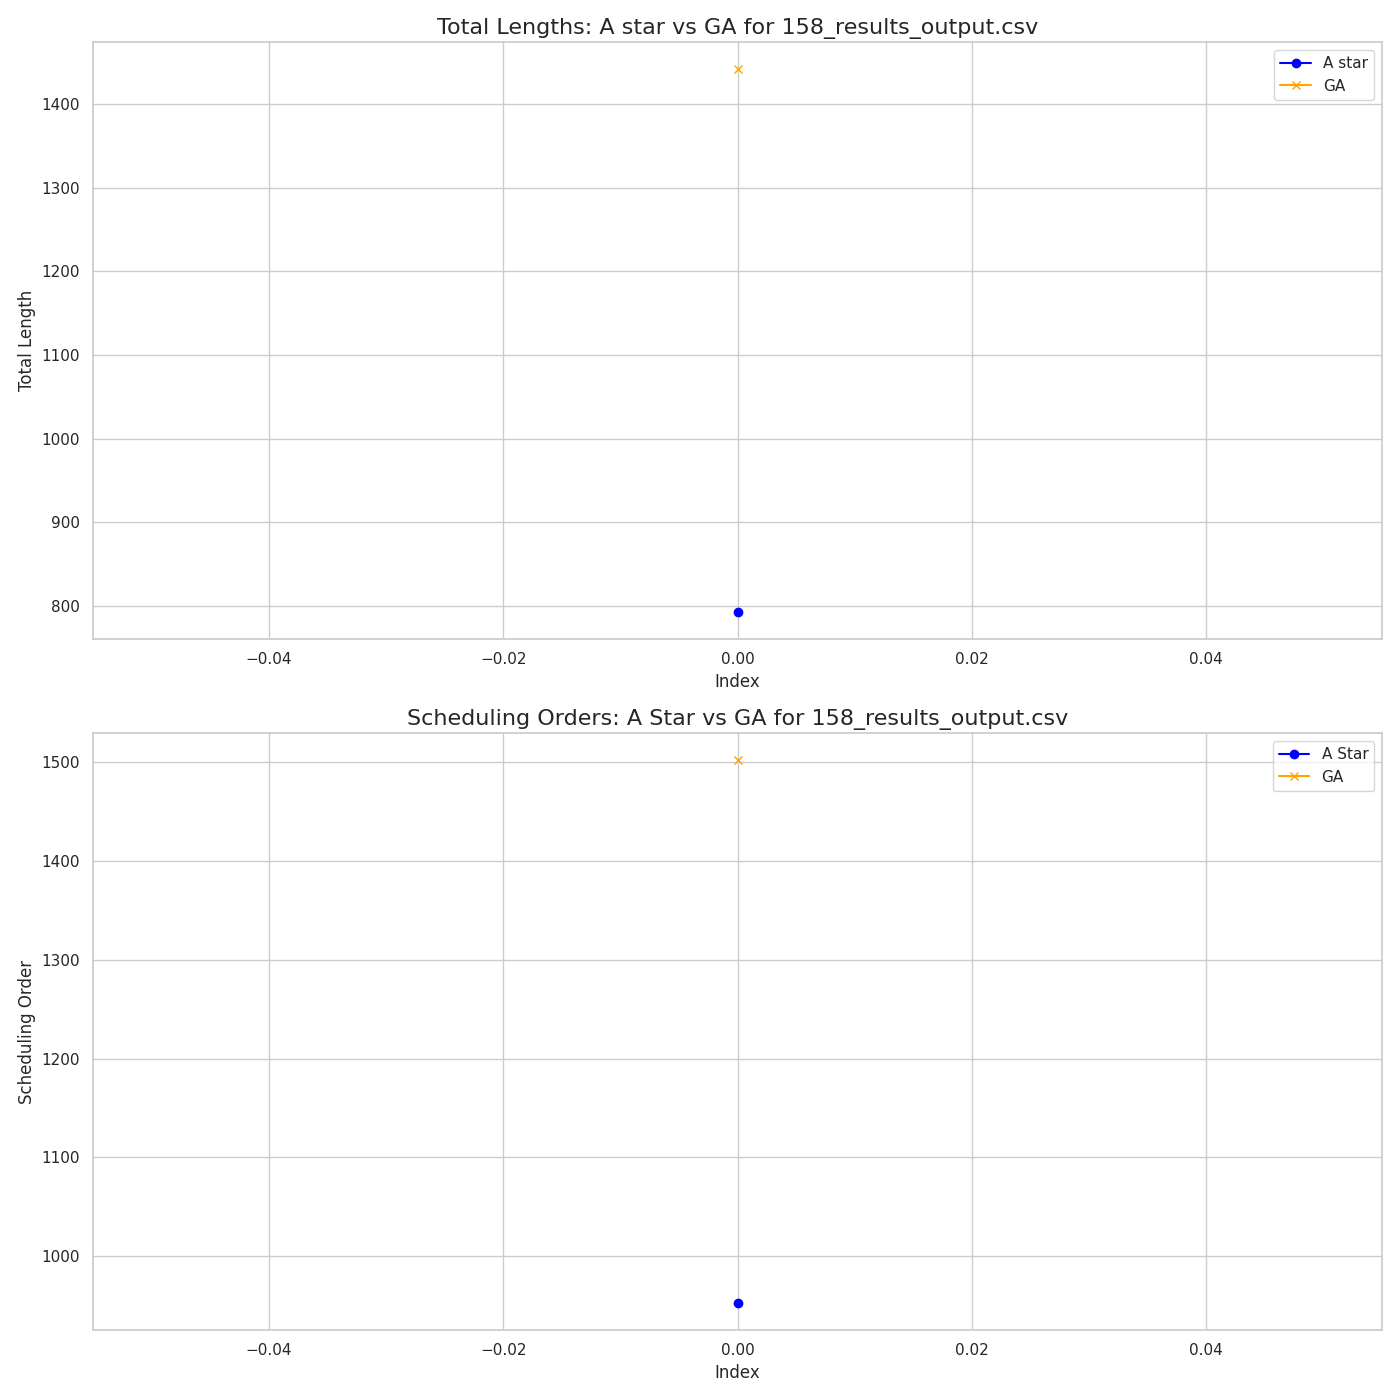 Total Lengths: A star vs GA for 158_results_output.csv
A star
GA
1400
1300
1200
1100
1000
900
800
Total Length
−0.04
−0.02
0.00
0.02
0.04
Index
Scheduling Orders: A Star vs GA for 158_results_output.csv
A Star
GA
1500
1400
1300
1200
1100
1000
Scheduling Order
−0.04
−0.02
0.00
0.02
0.04
Index